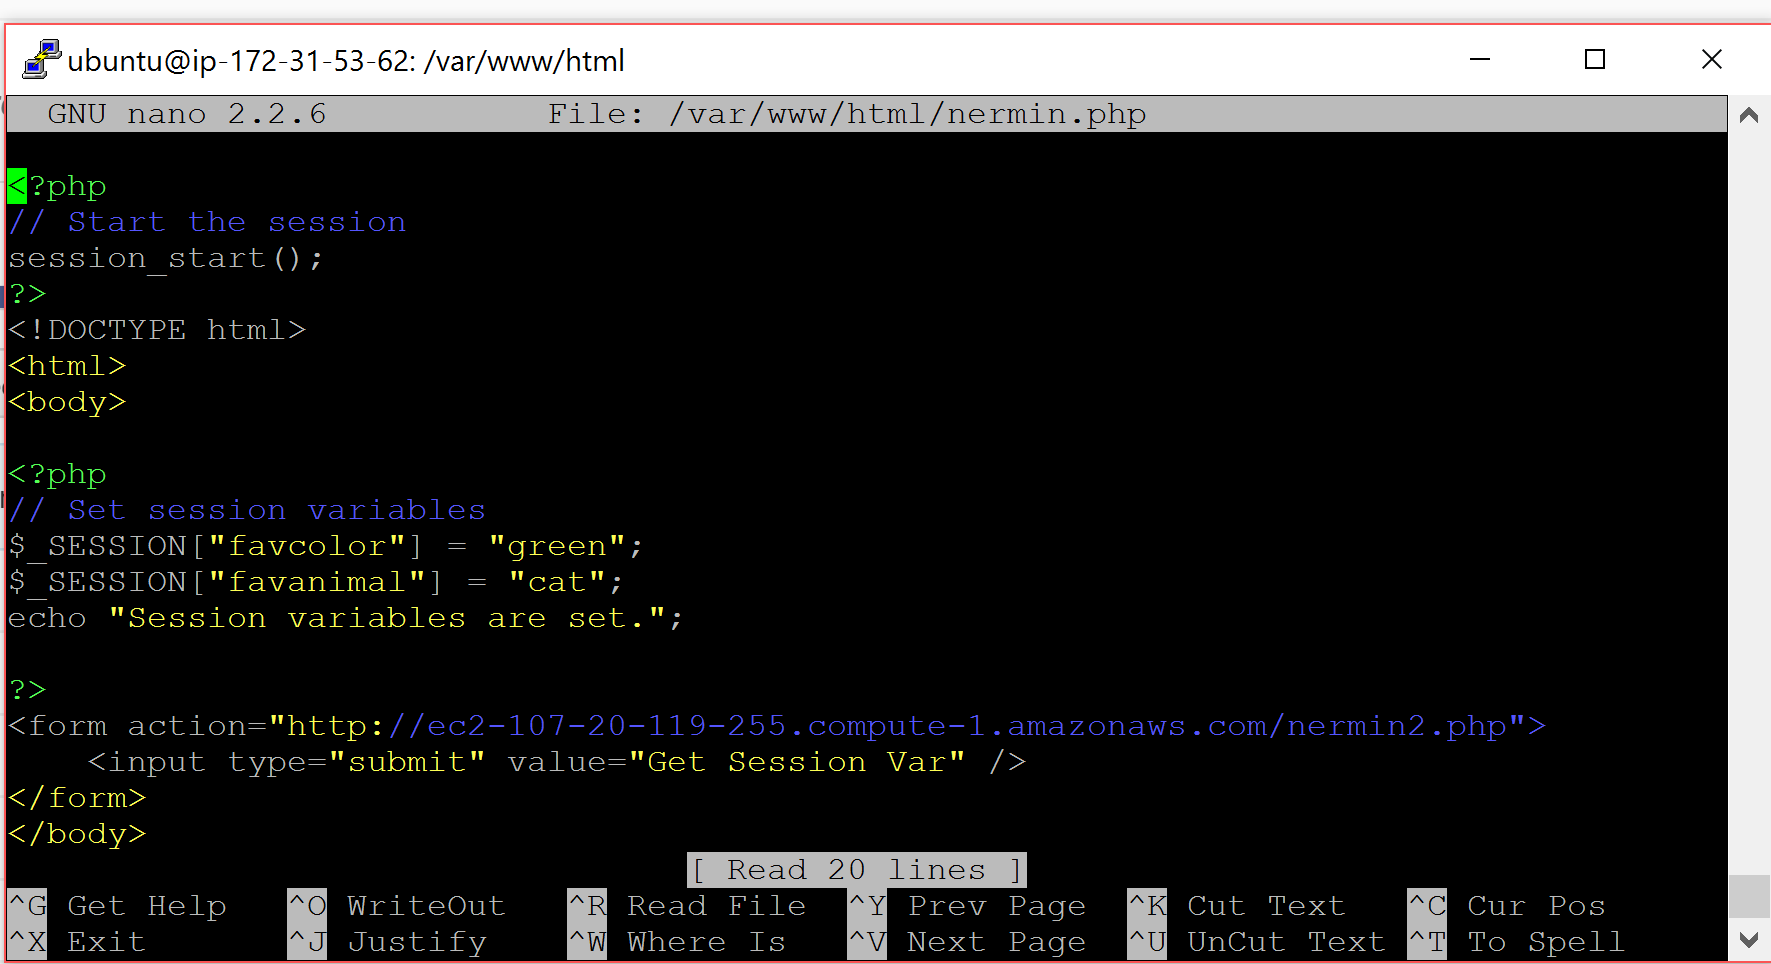 ubuntu@ip-172-31-53-62: /var/www/html
GNU nano 2.2.6 File: /var/www/html/nermin.php
<?php
// Start the session
session_start();
?>
<!DOCTYPE html>
<html>
<body>
<?php
// Set session variables
$_SESSION["favcolor"] = "green";
$_SESSION["favanimal"] = "cat";
echo "Session variables are set.";
?>
<form action="http://ec2-107-20-119-255.compute-1.amazonaws.com/nermin2.php">
<input type="submit" value="Get Session Var" />
</form>
</body>
[ Read 20 lines ]
^G Get Help ^O WriteOut ^R Read File ^Y Prev Page ^K Cut Text ^C Cur Pos
^X Exit ^J Justify ^W Where Is ^V Next Page ^U UnCut Text ^T To Spell